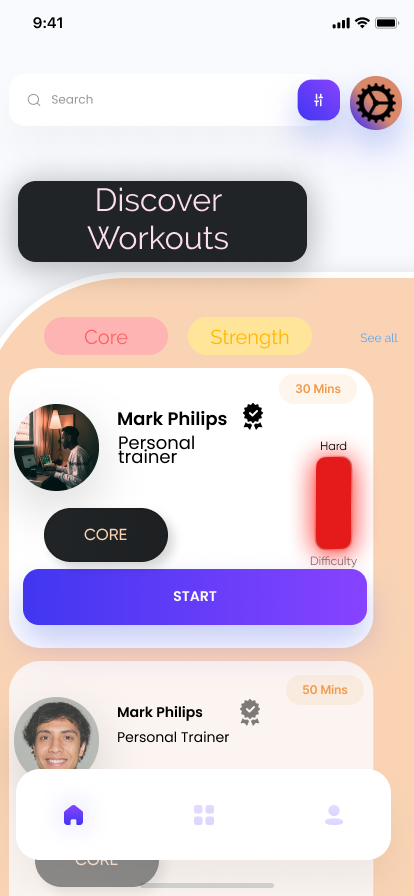 9:41
Search
Discover
Workouts
Core
Strength
See all
30 Mins
Mark Philips
Personal
trainer
Hard
CORE
Difficulty
START
50 Mins
Mark Philips
Personal Trainer
CORE